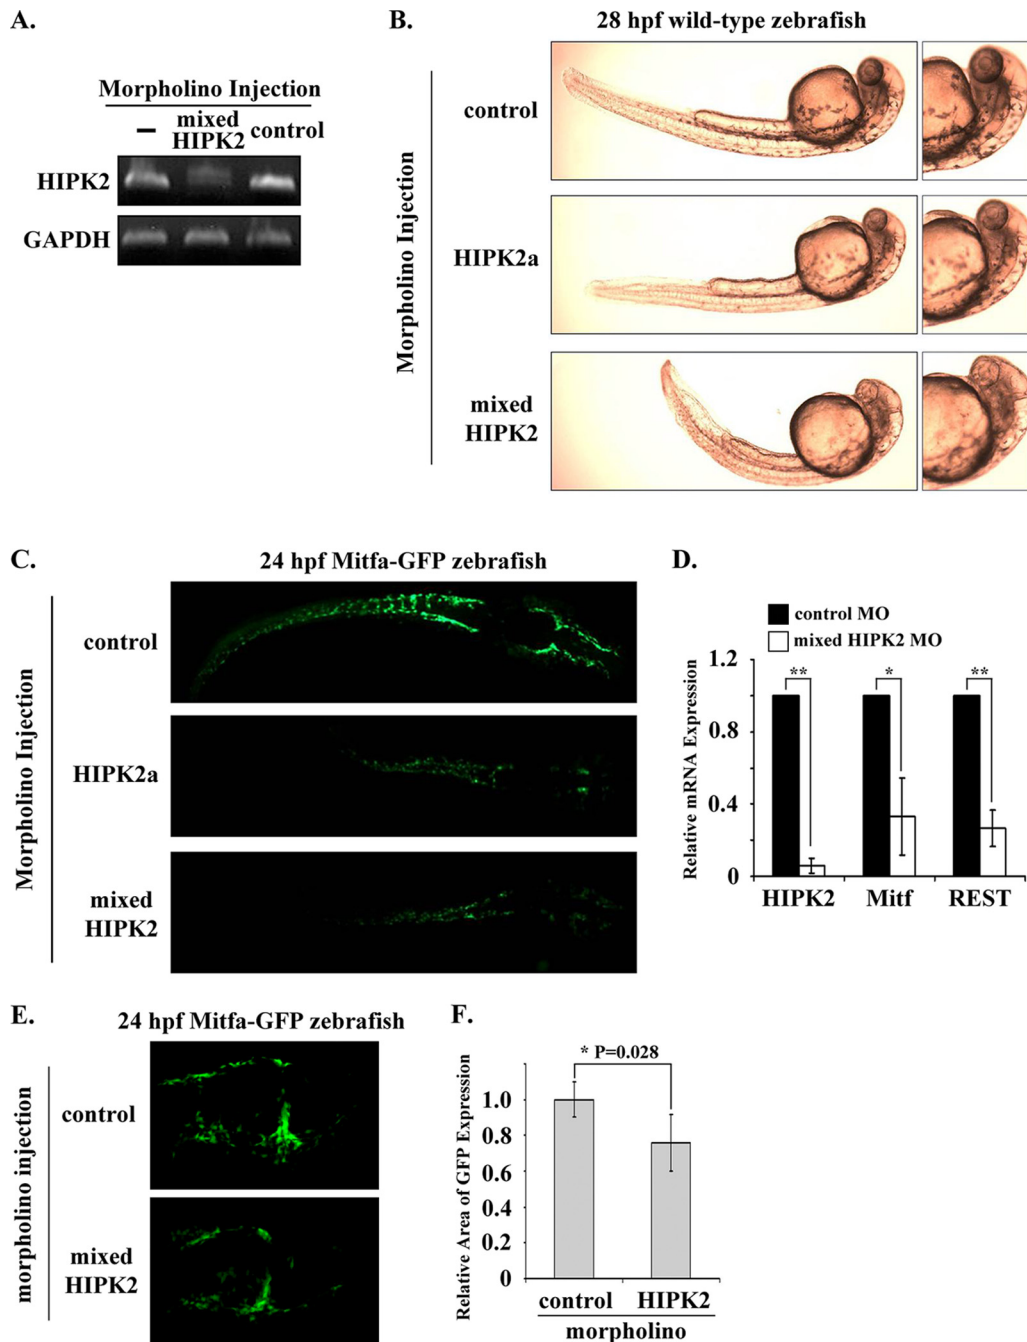 A.
Morpholino Injection
–
mixed
HIPK2
control
HIPK2
GAPDH
B.
28 hpf wild-type zebrafish
Morpholino Injection
control
HIPK2a
mixed
HIPK2
C.
24 hpf Mitfa-GFP zebrafish
Morpholino Injection
control
HIPK2a
mixed
HIPK2
D.
control MO
mixed HIPK2 MO
Relative mRNA Expression
1.2
0.8
0.4
0
**
*
**
HIPK2
Mitf
REST
E.
24 hpf Mitfa-GFP zebrafish
morpholino injection
control
mixed
HIPK2
F.
* P=0.028
Relative Area of GFP Expression
1.0
0.8
0.6
0.4
0.2
0
control
HIPK2
morpholino